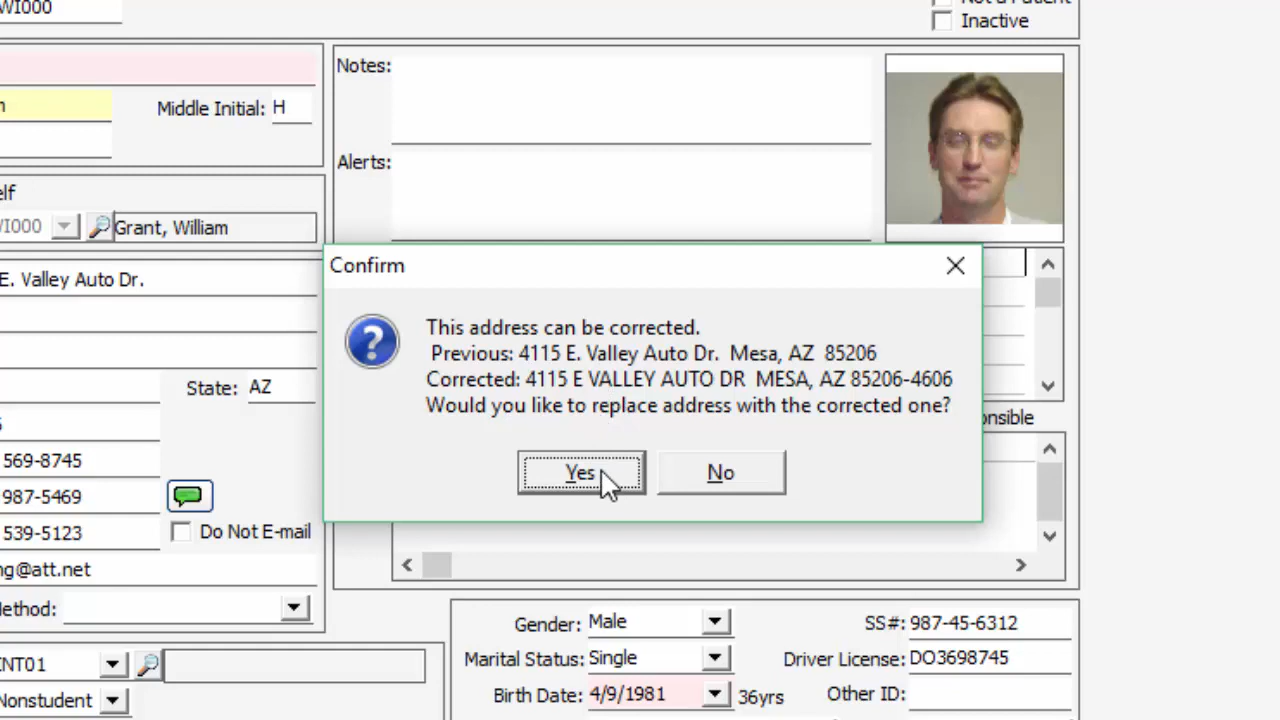 WI000
Not a Patient
Inactive
Notes:
Middle Initial: H
Alerts:
elf
WI000 Grant, William
Confirm
E. Valley Auto Dr.
This address can be corrected.
Previous: 4115 E. Valley Auto Dr.  Mesa, AZ  85206
Corrected: 4115 E VALLEY AUTO DR  MESA, AZ 85206-4606
Would you like to replace address with the corrected one?
State: AZ
onsible
569-8745
Yes
No
987-5469
539-5123
Do Not E-mail
ng@att.net
Method:
Gender: Male
SS#: 987-45-6312
INT01
Marital Status: Single
Driver License: DO3698745
Nonstudent
Birth Date: 4/9/1981 36yrs
Other ID: